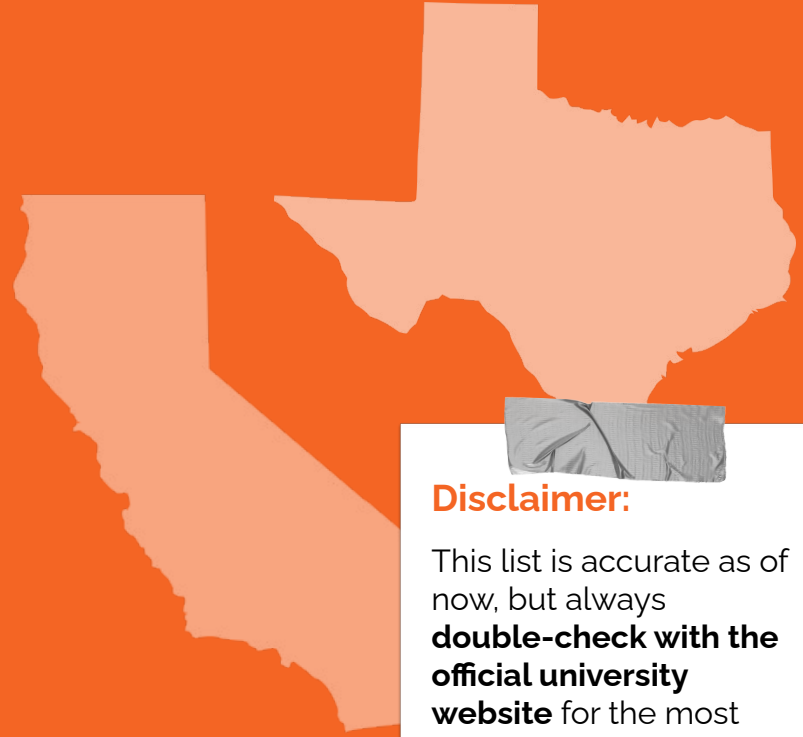 Disclaimer:
This list is accurate as of
now, but always
double-check with the
official university
website for the most